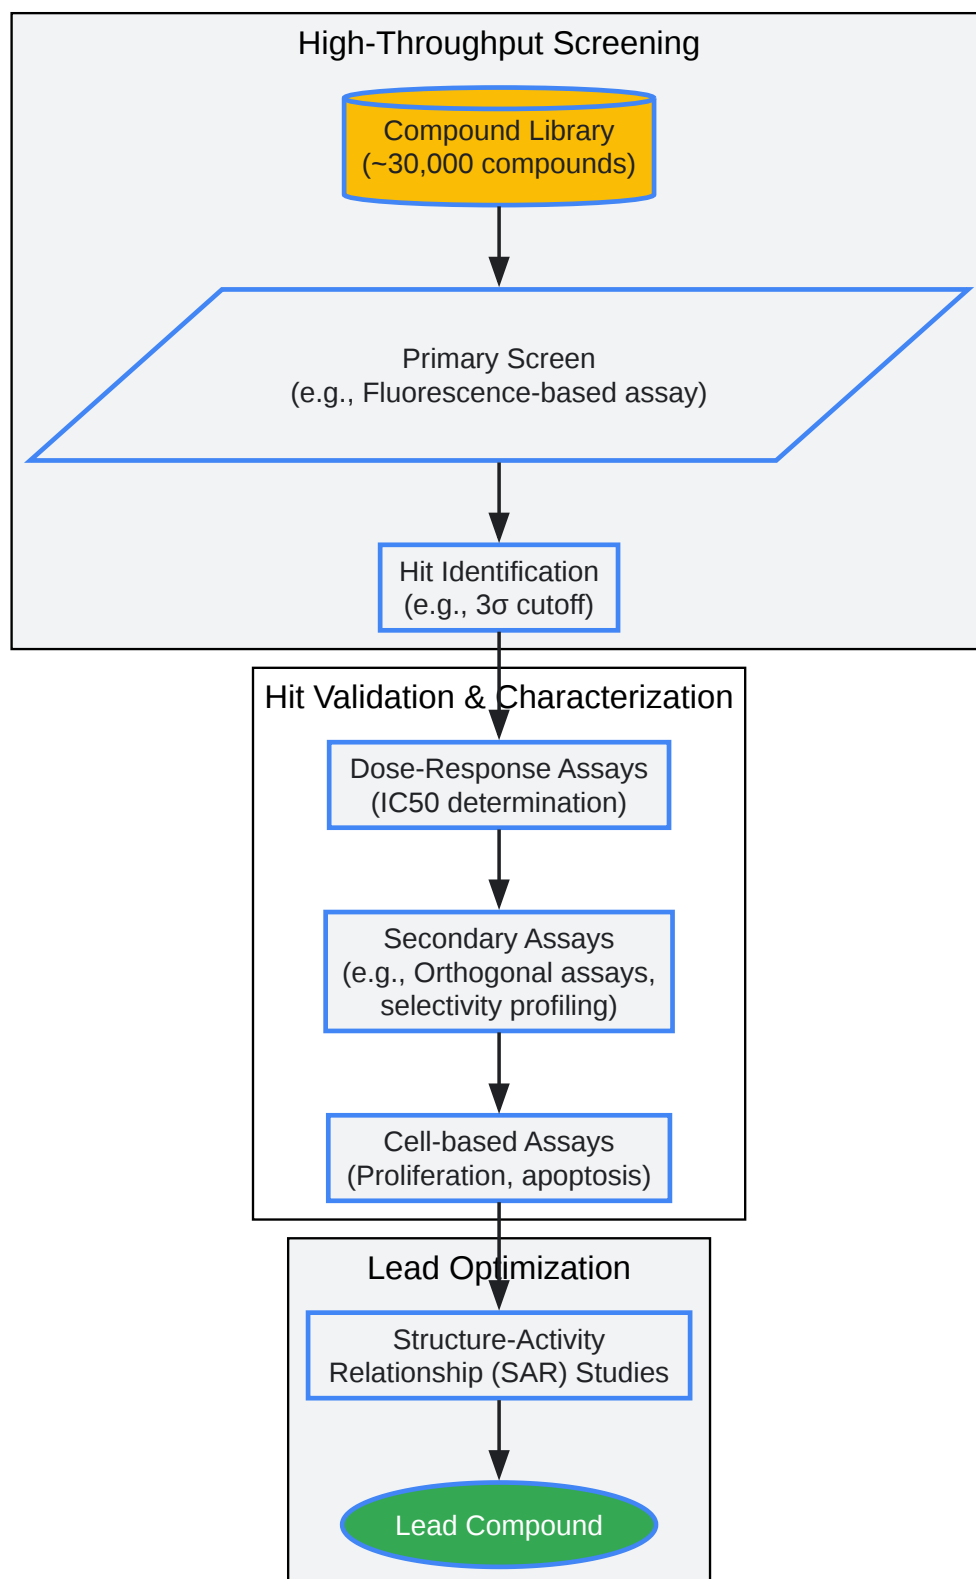 High-Throughput Screening
Compound Library
(~30,000 compounds)
Primary Screen
(e.g., Fluorescence-based assay)
Hit Identification
(e.g., 3σ cutoff)
Hit Validation & Characterization
Dose-Response Assays
(IC50 determination)
Secondary Assays
(e.g., Orthogonal assays,
selectivity profiling)
Cell-based Assays
(Proliferation, apoptosis)
Lead Optimization
Structure-Activity
Relationship (SAR) Studies
Lead Compound